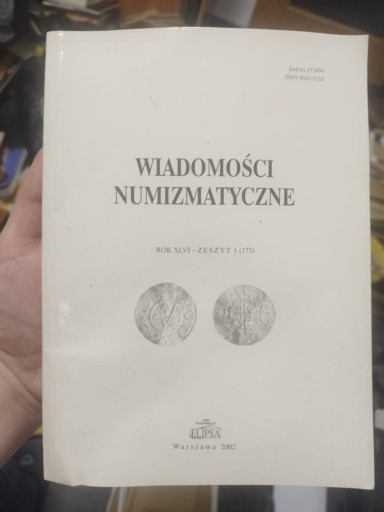 WIADOMOŚCI
NUMIZMATYCZNE
ROK XLVI – ZESZYT 1 (173)
ELIPSA
Warszawa 2002